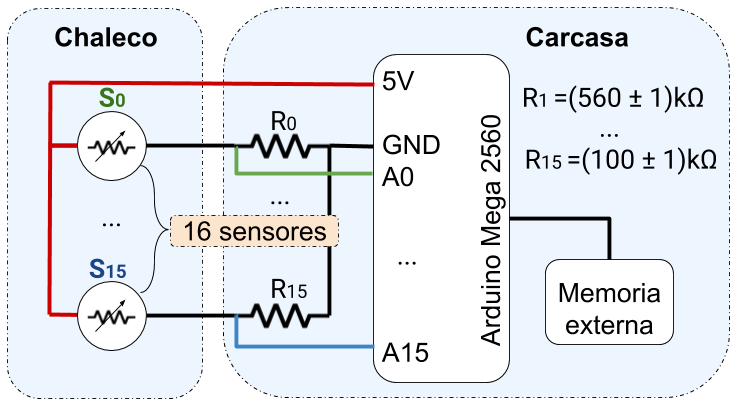 Chaleco
Carcasa
5V
S0
R0
R1 =(560 ± 1)kΩ
...
R15 =(100 ± 1)kΩ
GND
A0
Arduino Mega 2560
...
...
16 sensores
...
S15
R15
A15
Memoria
externa